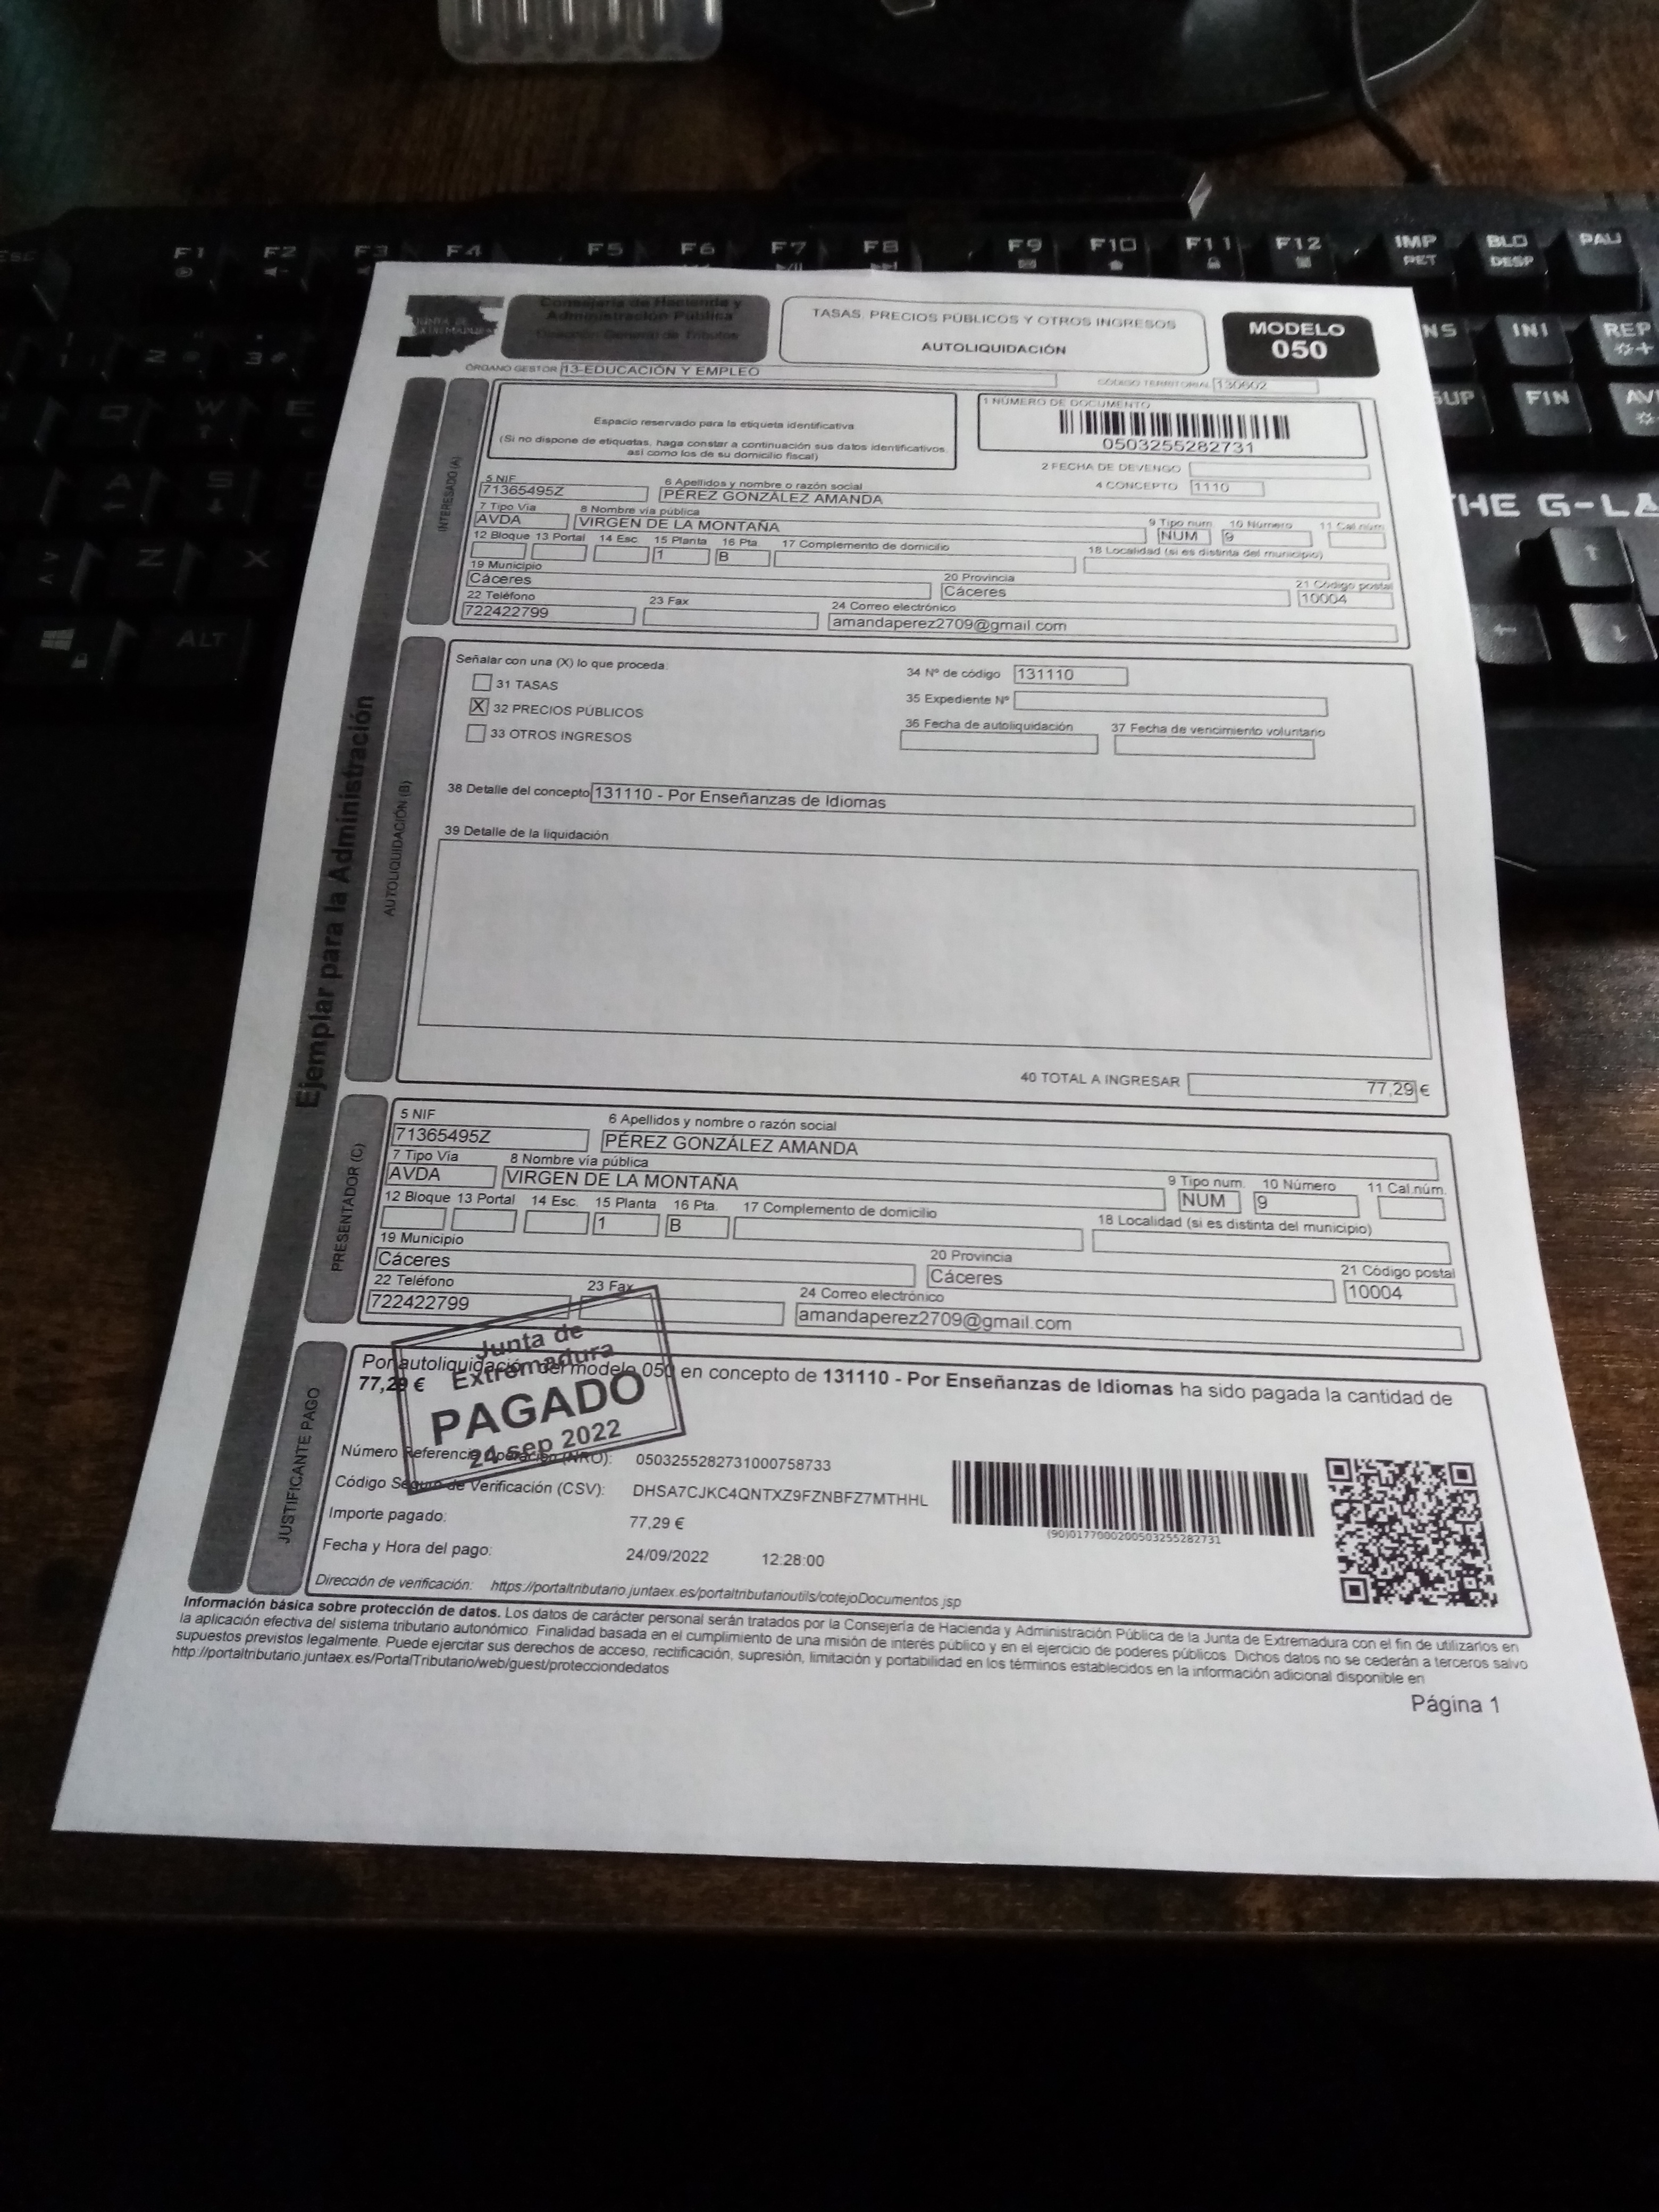 ESC F1 F2 F3 F4 F5 F6 F7 F8 F9 F10 F11 F12 IMP PET BLO DESP PAU
INS INI REP
SUP FIN AV
2 3
Q W E
A S
Z X
ALT
THE G-LA
JUNTA DE EXTREMADURA
Consejería de Hacienda y
Administración Pública
Dirección General de Tributos
TASAS, PRECIOS PÚBLICOS Y OTROS INGRESOS
AUTOLIQUIDACIÓN
MODELO
050
ÓRGANO GESTOR 13-EDUCACIÓN Y EMPLEO
CÓDIGO TERRITORIAL 130602
Ejemplar para la Administración
INTERESADO (A)
Espacio reservado para la etiqueta identificativa
(Si no dispone de etiquetas, haga constar a continuación sus datos identificativos,
así como los de su domicilio fiscal)
1 NÚMERO DE DOCUMENTO
0503255282731
2 FECHA DE DEVENGO
4 CONCEPTO 1110
5 NIF 6 Apellidos y nombre o razón social
71365495Z PÉREZ GONZÁLEZ AMANDA
7 Tipo Vía 8 Nombre vía pública 9 Tipo num. 10 Número 11 Cal.núm.
AVDA VIRGEN DE LA MONTAÑA NUM 9
12 Bloque 13 Portal 14 Esc. 15 Planta 16 Pta. 17 Complemento de domicilio 18 Localidad (si es distinta del municipio)
1 B
19 Municipio 20 Provincia 21 Código postal
Cáceres Cáceres 10004
22 Teléfono 23 Fax 24 Correo electrónico
722422799 amandaperez2709@gmail.com
AUTOLIQUIDACIÓN (B)
Señalar con una (X) lo que proceda:
31 TASAS
X 32 PRECIOS PÚBLICOS
33 OTROS INGRESOS
34 Nº de código 131110
35 Expediente Nº
36 Fecha de autoliquidación 37 Fecha de vencimiento voluntario
38 Detalle del concepto 131110 - Por Enseñanzas de Idiomas
39 Detalle de la liquidación
40 TOTAL A INGRESAR 77,29 €
PRESENTADOR (C)
5 NIF 6 Apellidos y nombre o razón social
71365495Z PÉREZ GONZÁLEZ AMANDA
7 Tipo Vía 8 Nombre vía pública 9 Tipo num. 10 Número 11 Cal.núm.
AVDA VIRGEN DE LA MONTAÑA NUM 9
12 Bloque 13 Portal 14 Esc. 15 Planta 16 Pta. 17 Complemento de domicilio 18 Localidad (si es distinta del municipio)
1 B
19 Municipio 20 Provincia 21 Código postal
Cáceres Cáceres 10004
22 Teléfono 23 Fax 24 Correo electrónico
722422799 amandaperez2709@gmail.com
JUSTIFICANTE PAGO
Por autoliquidación del modelo 050 en concepto de 131110 - Por Enseñanzas de Idiomas ha sido pagada la cantidad de
77,29 €
Junta de
Extremadura
PAGADO
24 sep 2022
Número Referencia Operación (NRO): 0503255282731000758733
Código Seguro de Verificación (CSV): DHSA7CJKC4QNTXZ9FZNBFZ7MTHHL
Importe pagado: 77,29 €
Fecha y Hora del pago: 24/09/2022 12:28:00
(90)0177000200503255282731
Dirección de verificación: https://portaltributario.juntaex.es/portaltributarioutils/cotejoDocumentos.jsp
Información básica sobre protección de datos. Los datos de carácter personal serán tratados por la Consejería de Hacienda y Administración Pública de la Junta de Extremadura con el fin de utilizarlos en
la aplicación efectiva del sistema tributario autonómico. Finalidad basada en el cumplimiento de una misión de interés público y en el ejercicio de poderes públicos. Dichos datos no se cederán a terceros salvo
supuestos previstos legalmente. Puede ejercitar sus derechos de acceso, rectificación, supresión, limitación y portabilidad en los términos establecidos en la información adicional disponible en
http://portaltributario.juntaex.es/PortalTributario/web/guest/protecciondedatos
Página 1